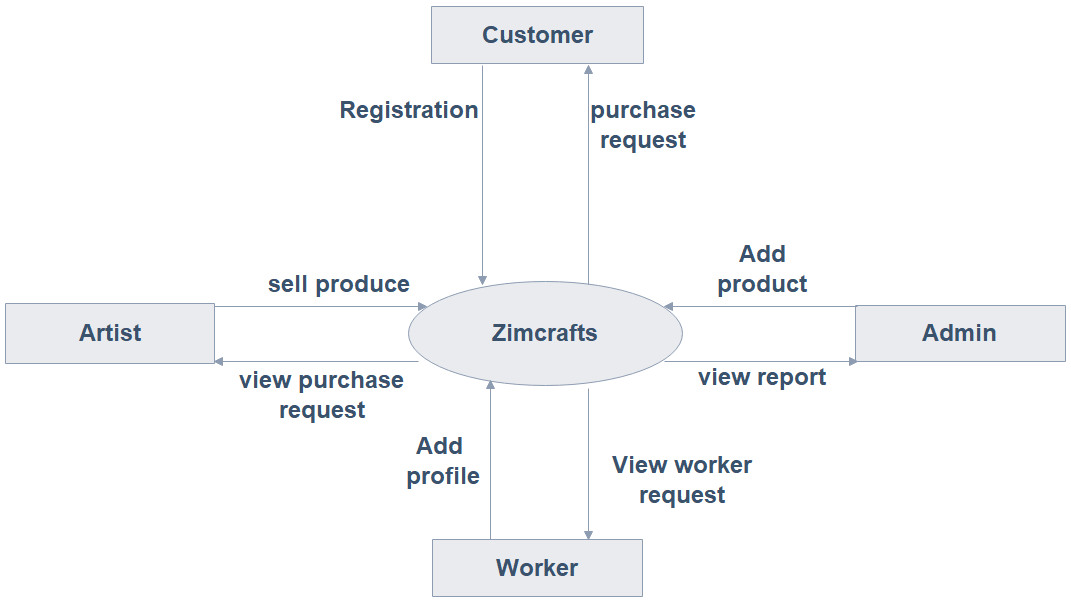 Customer
Registration
purchase
request
Add
product
sell produce
Artist
Zimcrafts
Admin
view purchase
request
view report
Add
profile
View worker
request
Worker